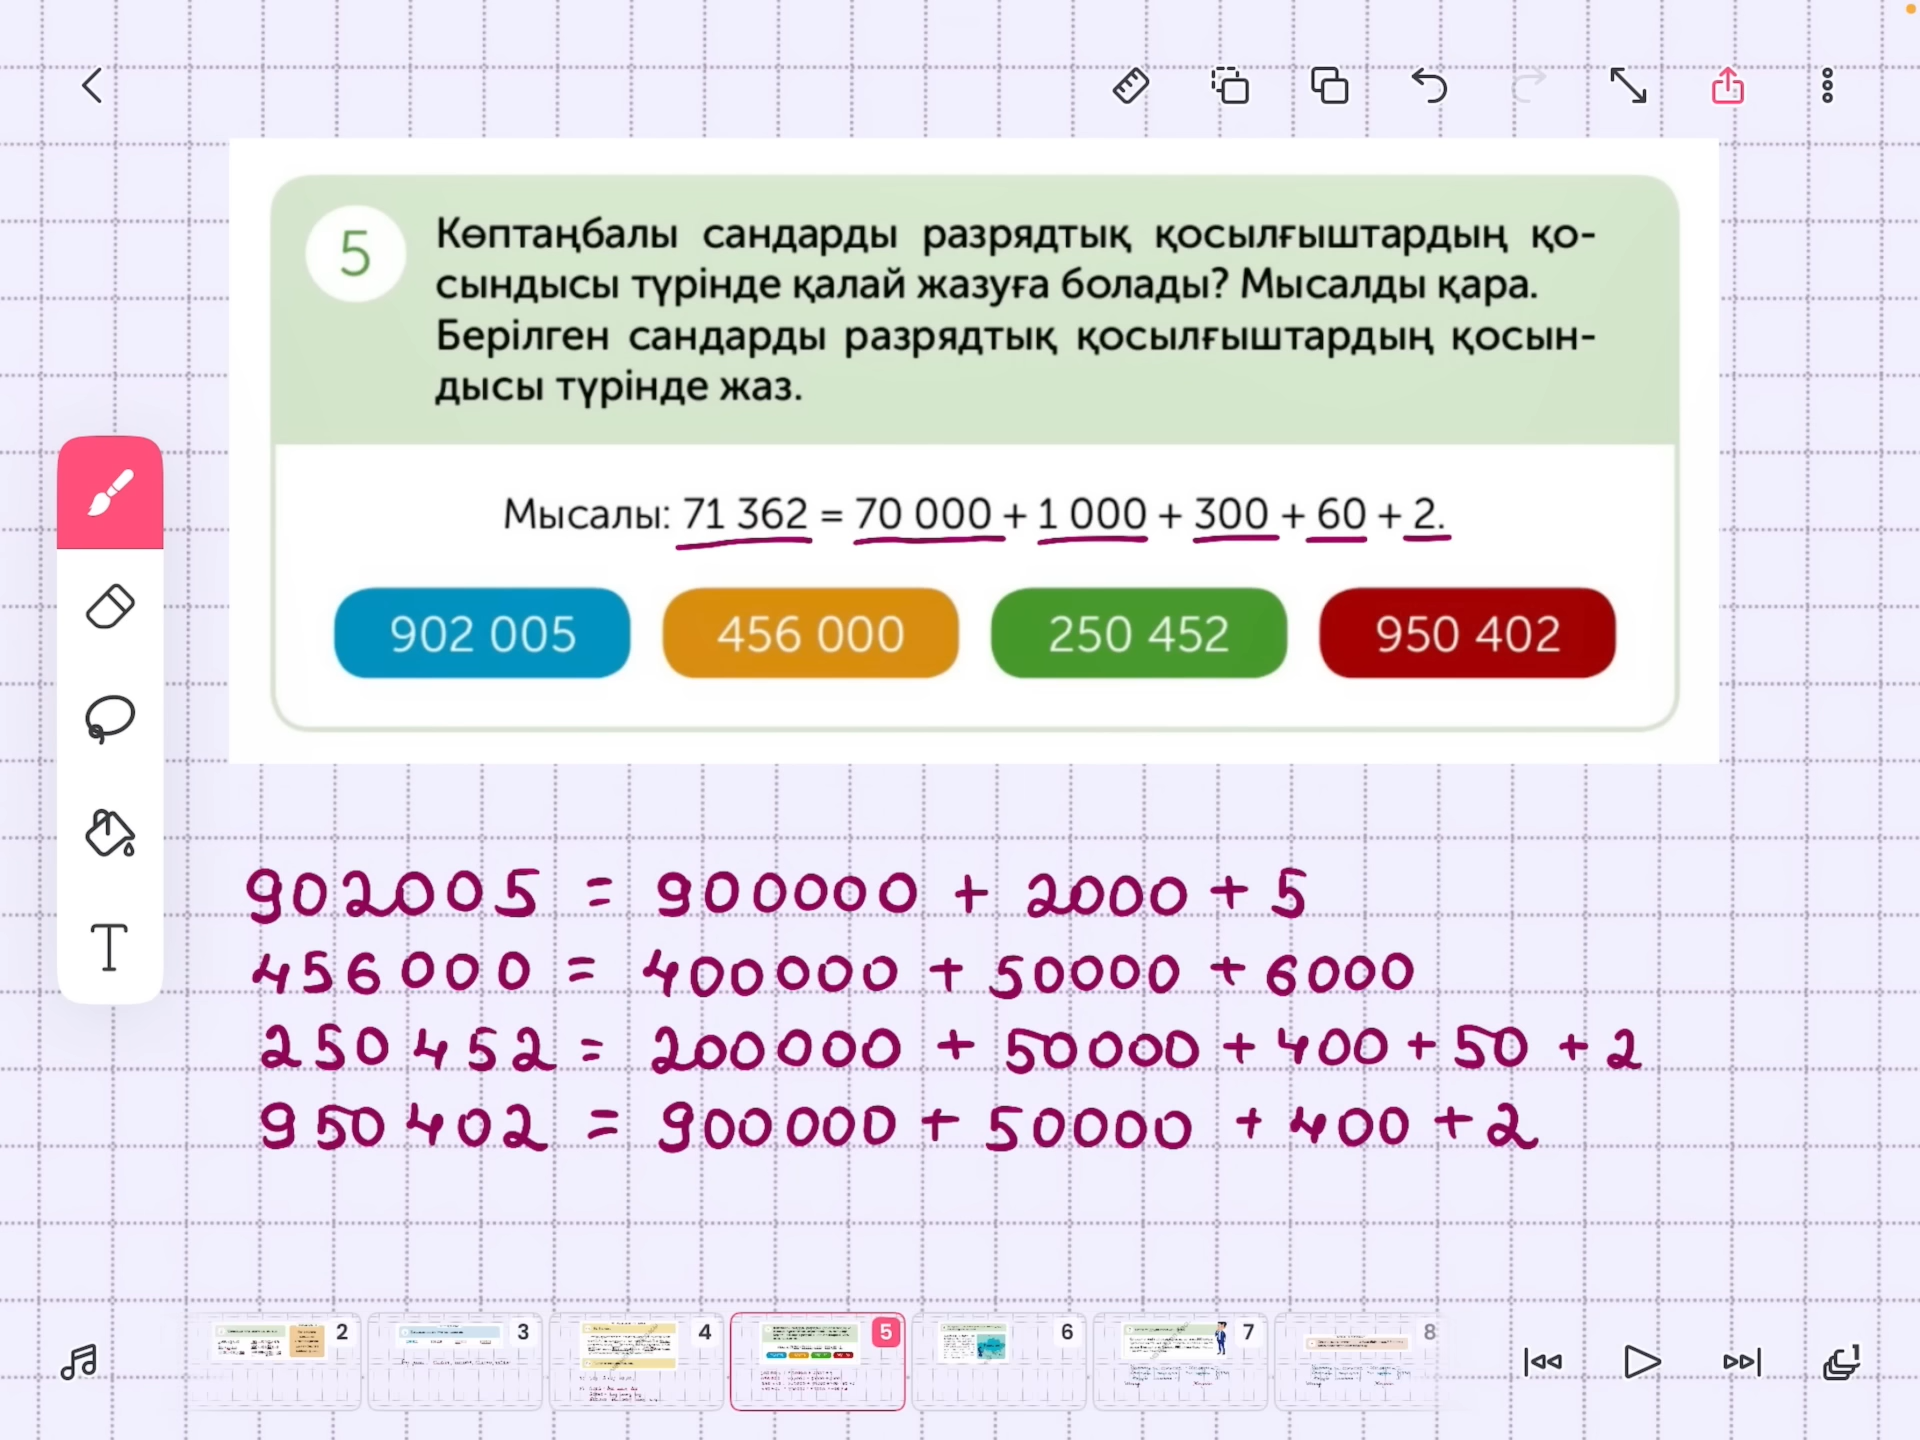 5
Көптаңбалы сандарды разрядтық қосылғыштардың қо-
сындысы түрінде қалай жазуға болады? Мысалды қара.
Берілген сандарды разрядтық қосылғыштардың қосын-
дысы түрінде жаз.
Мысалы: 71 362 = 70 000 + 1 000 + 300 + 60 + 2.
902 005 456 000 250 452 950 402
902005 = 900000 + 2000 + 5
456000 = 400000 + 50000 + 6000
250452 = 200000 + 50000 + 400 + 50 + 2
950402 = 900000 + 50000 + 400 + 2
T
2 3 4 5 6 7 8
1